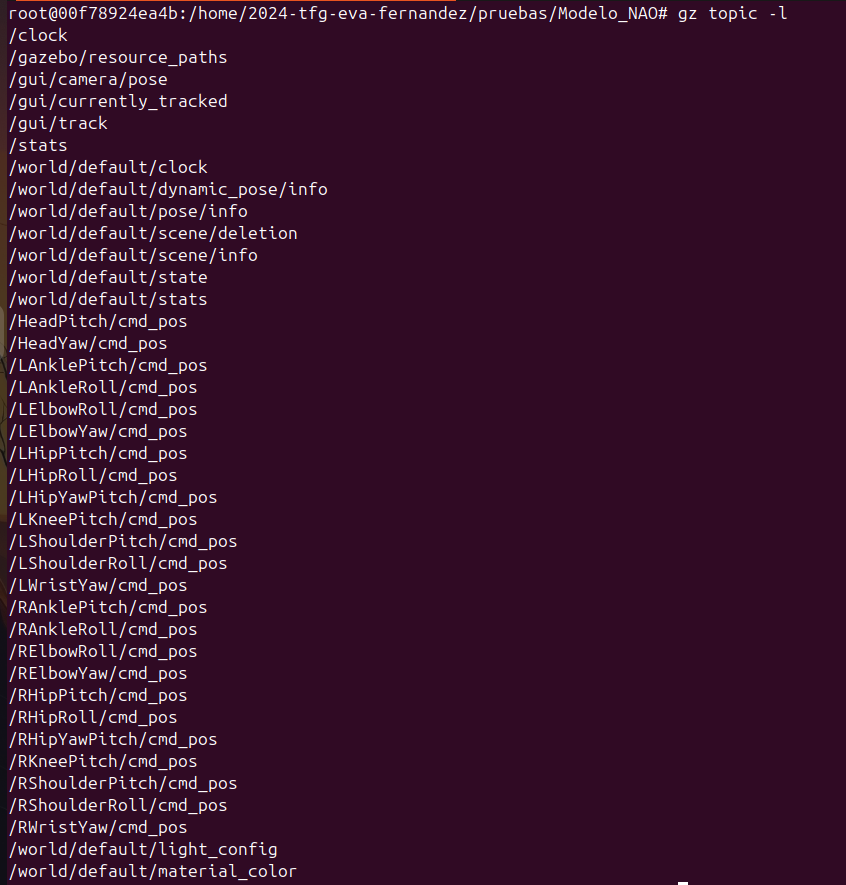 root@00f78924ea4b:/home/2024-tfg-eva-fernandez/pruebas/Modelo_NAO# gz topic -l
/clock
/gazebo/resource_paths
/gui/camera/pose
/gui/currently_tracked
/gui/track
/stats
/world/default/clock
/world/default/dynamic_pose/info
/world/default/pose/info
/world/default/scene/deletion
/world/default/scene/info
/world/default/state
/world/default/stats
/HeadPitch/cmd_pos
/HeadYaw/cmd_pos
/LAnklePitch/cmd_pos
/LAnkleRoll/cmd_pos
/LElbowRoll/cmd_pos
/LElbowYaw/cmd_pos
/LHipPitch/cmd_pos
/LHipRoll/cmd_pos
/LHipYawPitch/cmd_pos
/LKneePitch/cmd_pos
/LShoulderPitch/cmd_pos
/LShoulderRoll/cmd_pos
/LWristYaw/cmd_pos
/RAnklePitch/cmd_pos
/RAnkleRoll/cmd_pos
/RElbowRoll/cmd_pos
/RElbowYaw/cmd_pos
/RHipPitch/cmd_pos
/RHipRoll/cmd_pos
/RHipYawPitch/cmd_pos
/RKneePitch/cmd_pos
/RShoulderPitch/cmd_pos
/RShoulderRoll/cmd_pos
/RWristYaw/cmd_pos
/world/default/light_config
/world/default/material_color